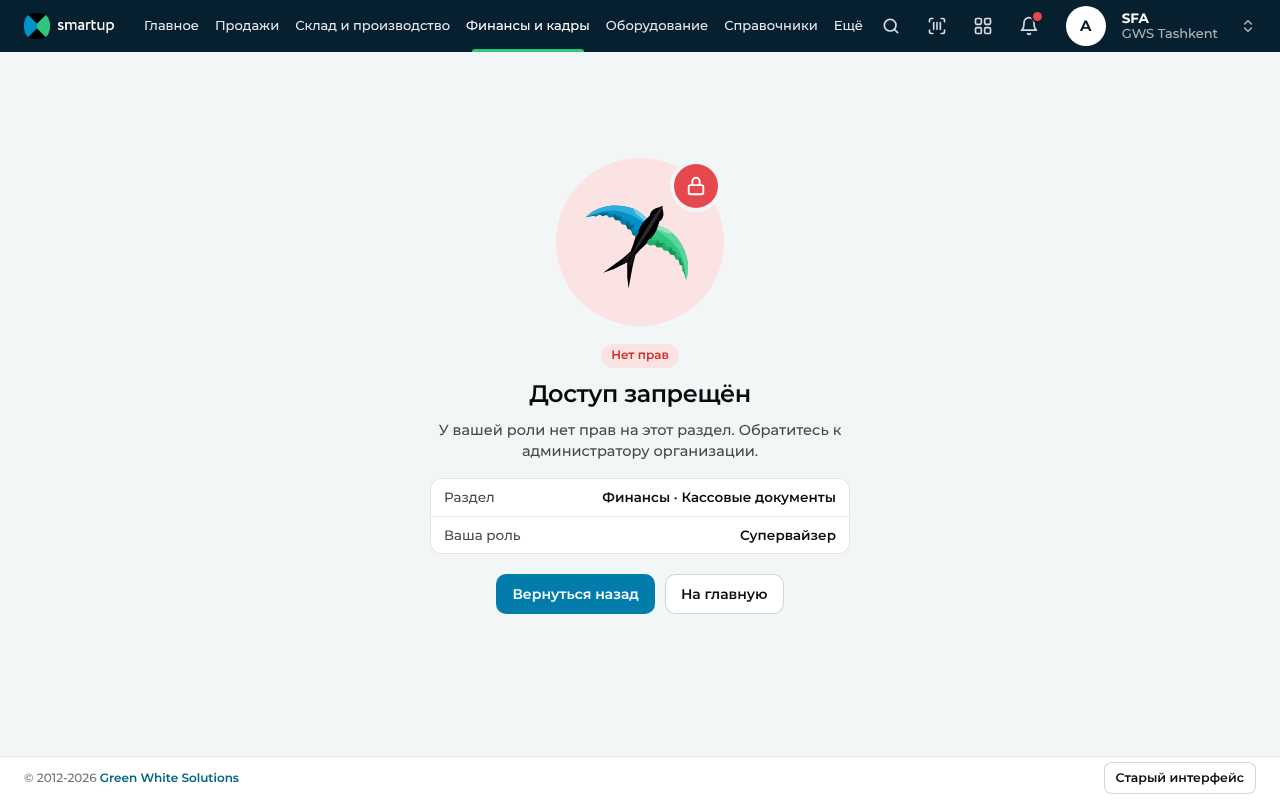 smartup
Главное Продажи Склад и производство Финансы и кадры Оборудование Справочники Ещё
A
SFA
GWS Tashkent
Нет прав
Доступ запрещён
У вашей роли нет прав на этот раздел. Обратитесь к
администратору организации.
Раздел Финансы · Кассовые документы
Ваша роль Супервайзер
Вернуться назад На главную
© 2012-2026 Green White Solutions
Старый интерфейс